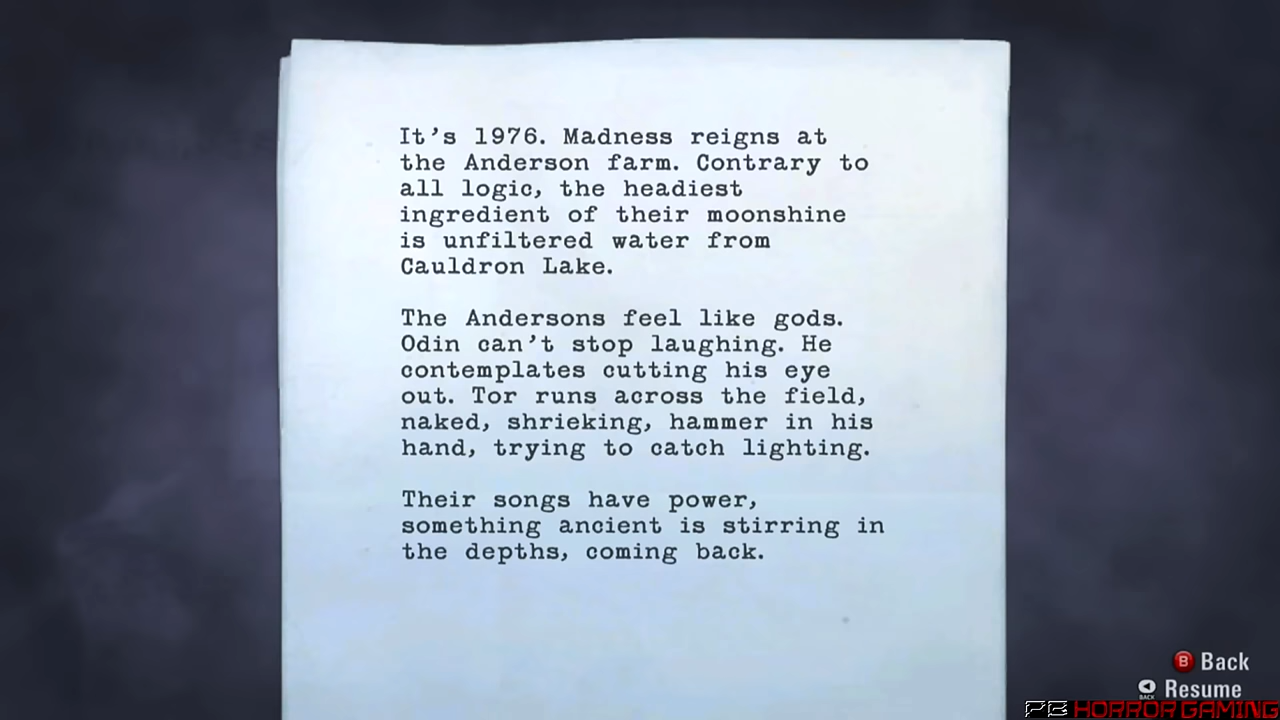 It's 1976. Madness reigns at
the Anderson farm. Contrary to
all logic, the headiest
ingredient of their moonshine
is unfiltered water from
Cauldron Lake.
The Andersons feel like gods.
Odin can't stop laughing. He
contemplates cutting his eye
out. Tor runs across the field,
naked, shrieking, hammer in his
hand, trying to catch lighting.
Their songs have power,
something ancient is stirring in
the depths, coming back.
B Back
BACK Resume
PB HORROR GAMING